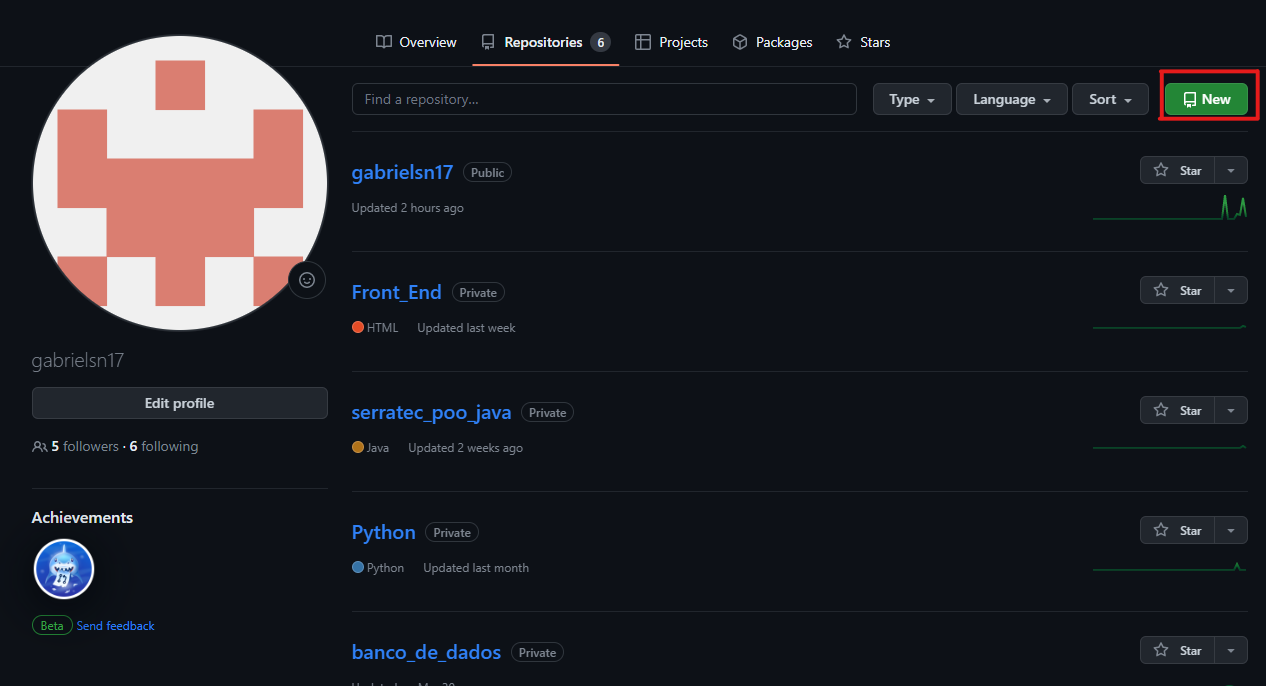 Overview Repositories 6 Projects Packages Stars
Find a repository... Type Language Sort New
gabrielsn17 Public Star
Updated 2 hours ago
Front_End Private Star
HTML Updated last week
gabrielsn17
Edit profile
5 followers · 6 following
serratec_poo_java Private Star
Java Updated 2 weeks ago
Achievements
Python Private Star
Python Updated last month
Beta Send feedback
banco_de_dados Private Star